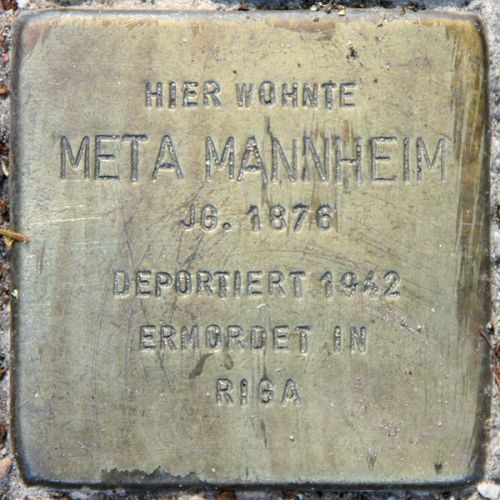 HIER WOHNTE
META MANNHEIM
JG. 1876
DEPORTIERT 1942
ERMORDET IN
RIGA